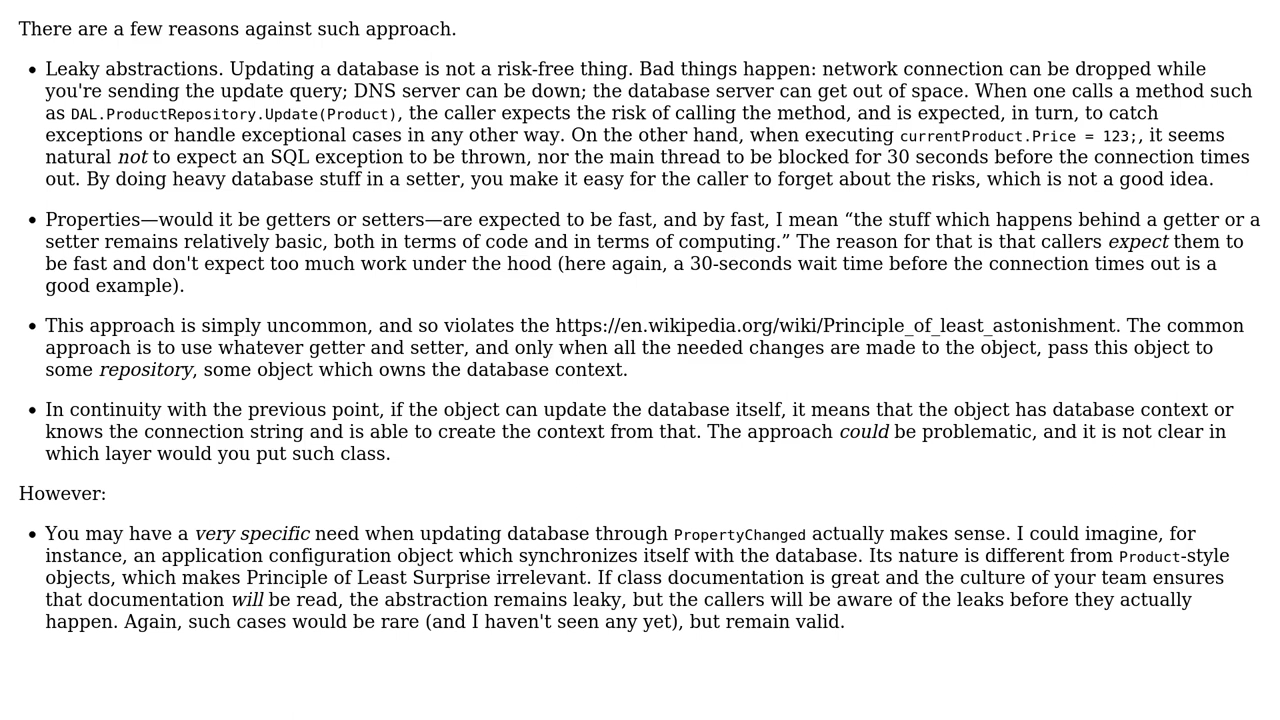 There are a few reasons against such approach.
• Leaky abstractions. Updating a database is not a risk-free thing. Bad things happen: network connection can be dropped while
you're sending the update query; DNS server can be down; the database server can get out of space. When one calls a method such
as DAL.ProductRepository.Update(Product), the caller expects the risk of calling the method, and is expected, in turn, to catch
exceptions or handle exceptional cases in any other way. On the other hand, when executing currentProduct.Price = 123;, it seems
natural not to expect an SQL exception to be thrown, nor the main thread to be blocked for 30 seconds before the connection times
out. By doing heavy database stuff in a setter, you make it easy for the caller to forget about the risks, which is not a good idea.
• Properties—would it be getters or setters—are expected to be fast, and by fast, I mean “the stuff which happens behind a getter or a
setter remains relatively basic, both in terms of code and in terms of computing.” The reason for that is that callers expect them to
be fast and don't expect too much work under the hood (here again, a 30-seconds wait time before the connection times out is a
good example).
• This approach is simply uncommon, and so violates the https://en.wikipedia.org/wiki/Principle_of_least_astonishment. The common
approach is to use whatever getter and setter, and only when all the needed changes are made to the object, pass this object to
some repository, some object which owns the database context.
• In continuity with the previous point, if the object can update the database itself, it means that the object has database context or
knows the connection string and is able to create the context from that. The approach could be problematic, and it is not clear in
which layer would you put such class.
However:
• You may have a very specific need when updating database through PropertyChanged actually makes sense. I could imagine, for
instance, an application configuration object which synchronizes itself with the database. Its nature is different from Product-style
objects, which makes Principle of Least Surprise irrelevant. If class documentation is great and the culture of your team ensures
that documentation will be read, the abstraction remains leaky, but the callers will be aware of the leaks before they actually
happen. Again, such cases would be rare (and I haven't seen any yet), but remain valid.